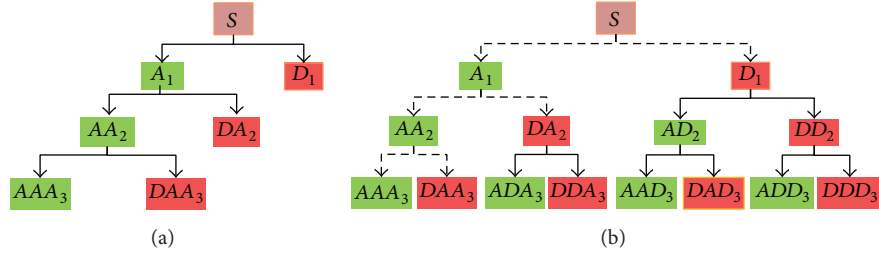 S
A₁
D₁
AA₂
DA₂
AAA₃
DAA₃
(a)
S
A₁
D₁
AA₂
DA₂
AD₂
DD₂
AAA₃
DAA₃
ADA₃
DDA₃
AAD₃
DAD₃
ADD₃
DDD₃
(b)